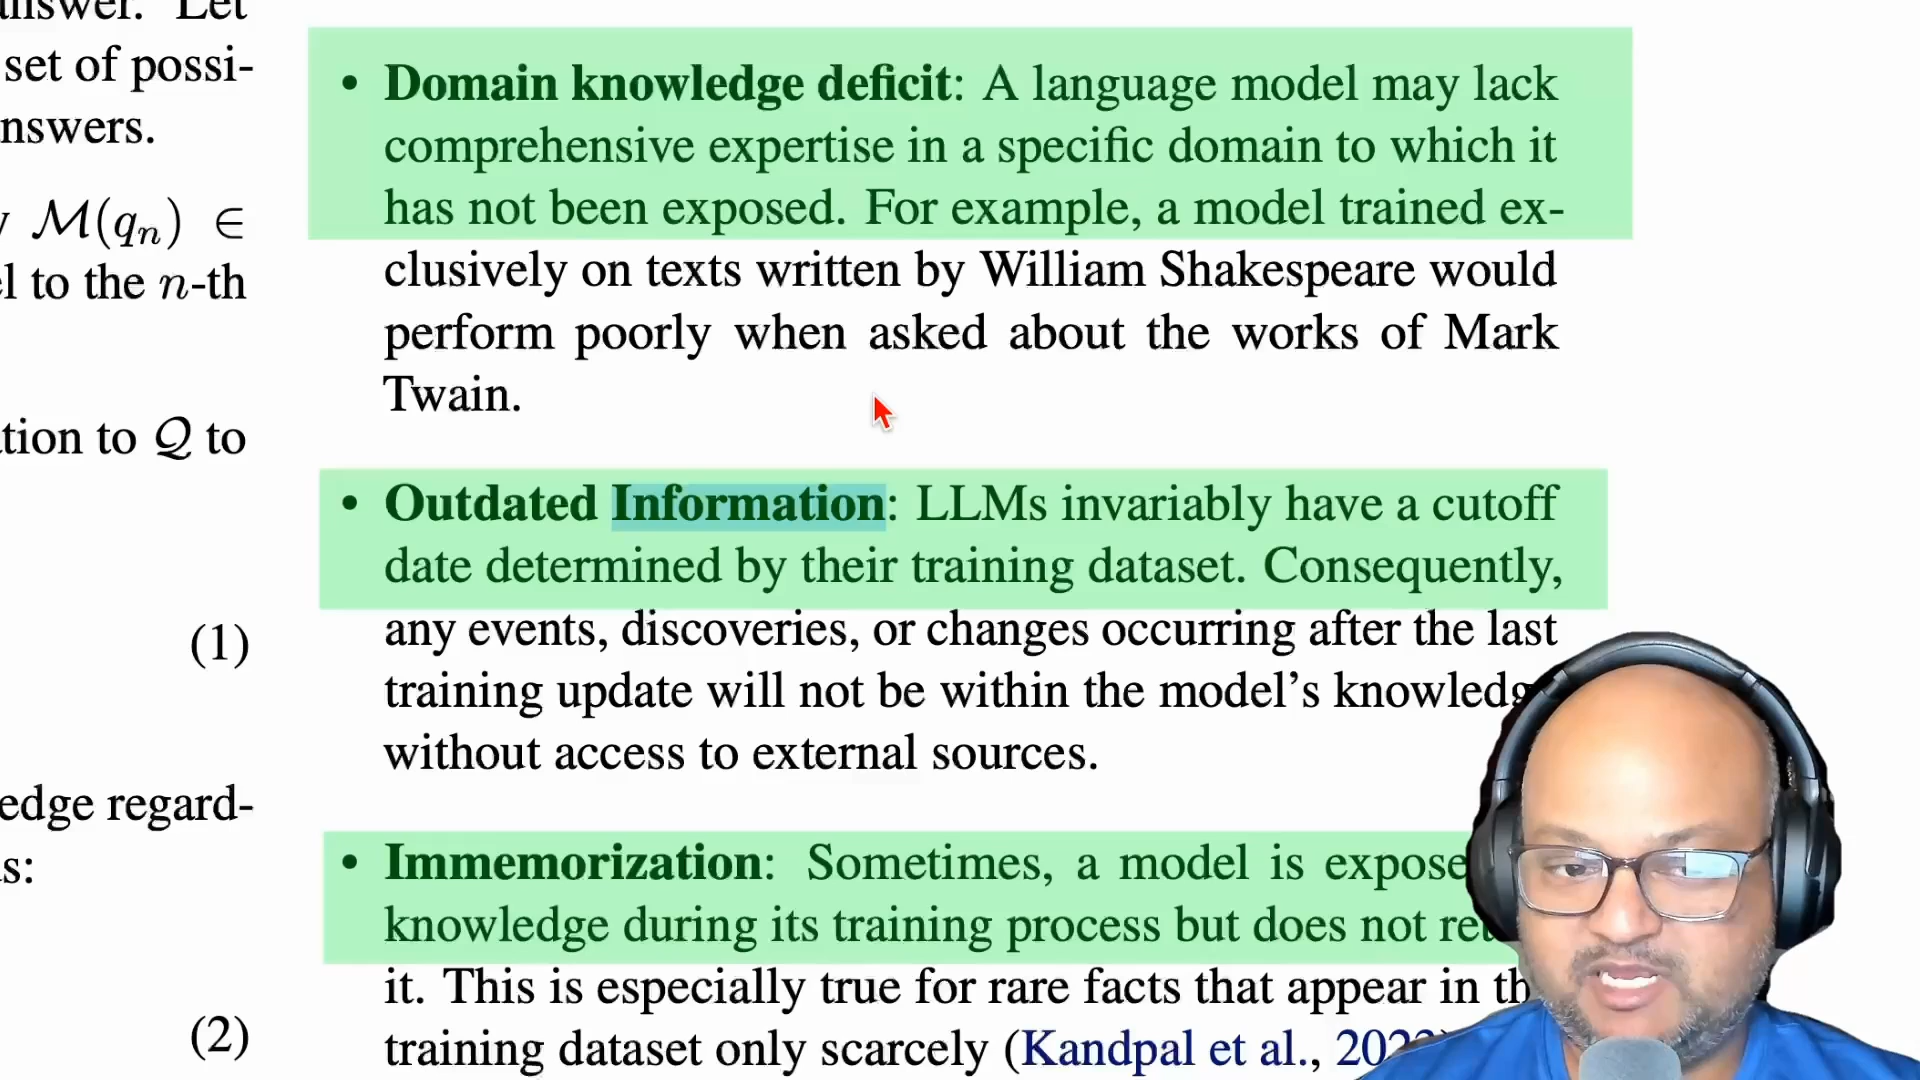 answer. Let
set of possi-
nswers.
M(qₙ) ∈
l to the n-th
tion to Q to
(1)
edge regard-
s:
(2)
• Domain knowledge deficit: A language model may lack
comprehensive expertise in a specific domain to which it
has not been exposed. For example, a model trained ex-
clusively on texts written by William Shakespeare would
perform poorly when asked about the works of Mark
Twain.
• Outdated Information: LLMs invariably have a cutoff
date determined by their training dataset. Consequently,
any events, discoveries, or changes occurring after the last
training update will not be within the model’s knowledg
without access to external sources.
• Immemorization: Sometimes, a model is expose
knowledge during its training process but does not ret
it. This is especially true for rare facts that appear in th
training dataset only scarcely (Kandpal et al., 202